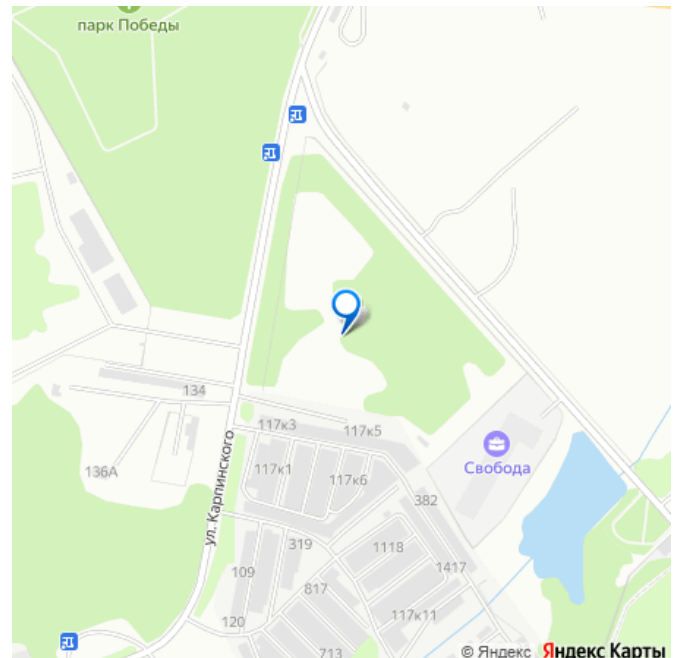 парк Победы
134
117к3
117к5
ул. Карпинского
136А
117к1
117к6
Свобода
382
319
1118
109
1417
817
120
117к11
713
© Яндекс Яндекс Карты